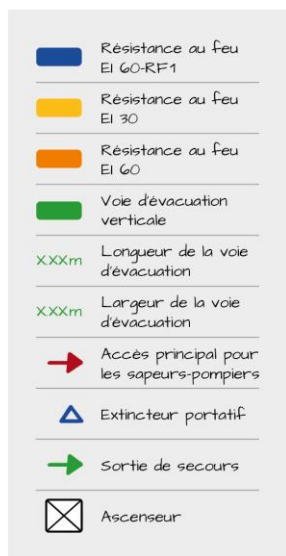 Résistance au feu
EI 60-RF1
Résistance au feu
EI 30
Résistance au feu
EI 60
Voie d'évacuation
verticale
XXXm
Longueur de la voie
d'évacuation
XXXm
Largeur de la voie
d'évacuation
Accès principal pour
les sapeurs-pompiers
Extincteur portatif
Sortie de secours
Ascenseur